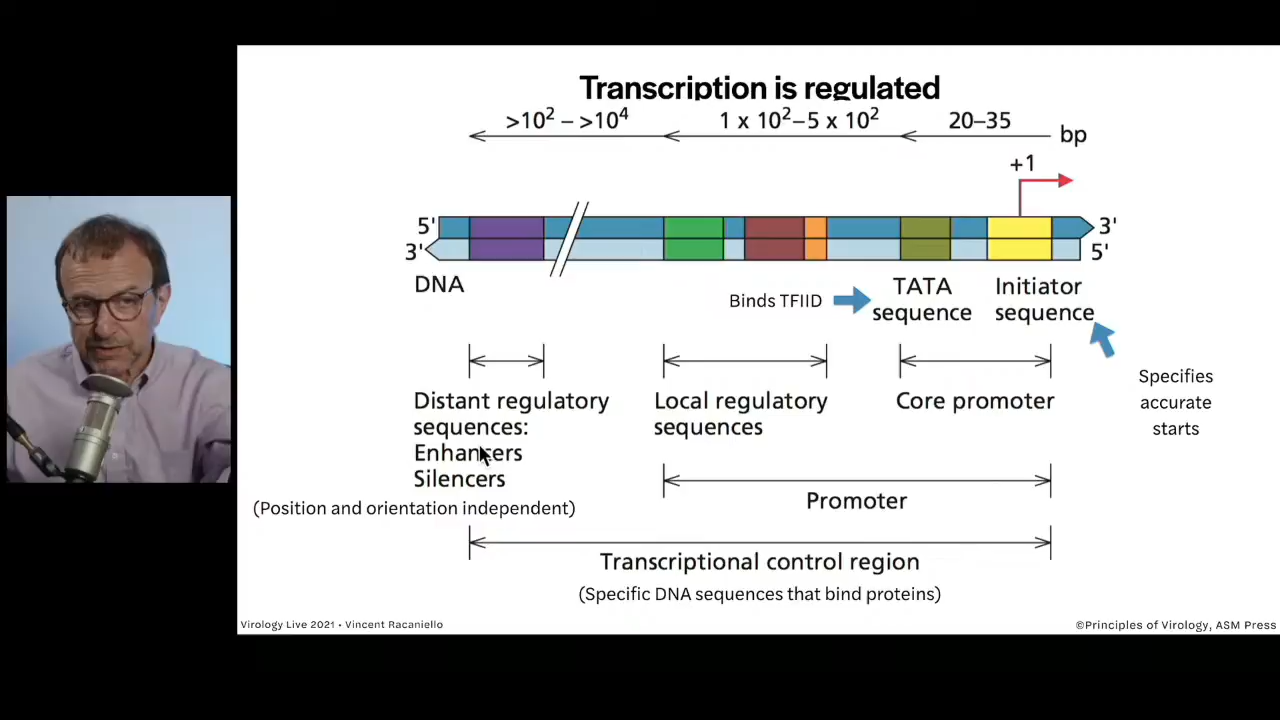 Transcription is regulated
>10² – >10⁴
1 x 10²–5 x 10²
20–35
bp
+1
5'
3'
3'
5'
DNA
Binds TFIID
TATA
sequence
Initiator
sequence
Specifies
accurate
starts
Distant regulatory
sequences:
Enhancers
Silencers
(Position and orientation independent)
Local regulatory
sequences
Core promoter
Promoter
Transcriptional control region
(Specific DNA sequences that bind proteins)
Virology Live 2021 • Vincent Racaniello
©Principles of Virology, ASM Press